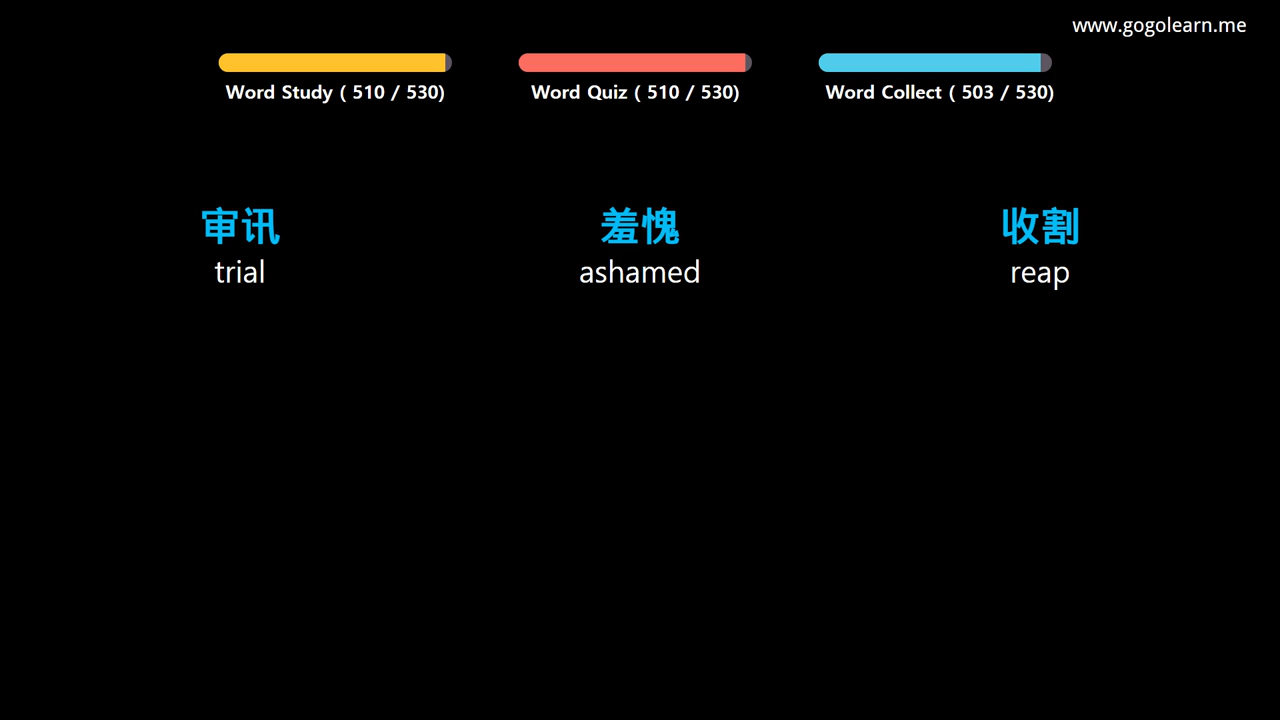 www.gogolearn.me
Word Study ( 510 / 530)
Word Quiz ( 510 / 530)
Word Collect ( 503 / 530)
审讯
trial
羞愧
ashamed
收割
reap